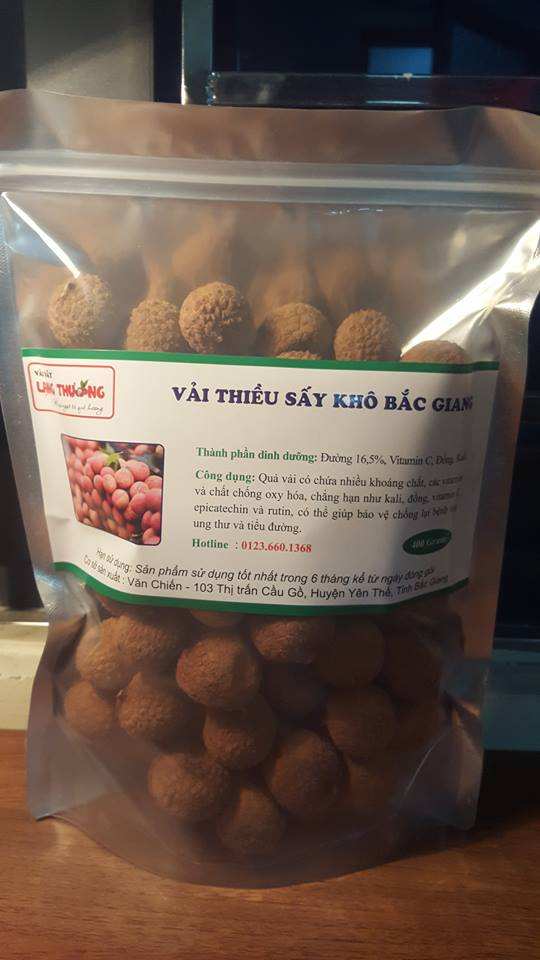 LẠNG THƯƠNG
VẢI THIỀU SẤY KHÔ BẮC GIANG
Thành phần dinh dưỡng: Đường 16,5%, Vitamin C, Đồng, Kali
Công dụng: Quả vải có chứa nhiều khoáng chất, các vitamin
và chất chống oxy hóa, chẳng hạn như kali, đồng, vitamin
epicatechin và rutin, có thể giúp bảo vệ chống lại bệnh
ung thư và tiểu đường.
Hotline : 0123.660.1368
400 Grams
Hạn sử dụng: Sản phẩm sử dụng tốt nhất trong 6 tháng kể từ ngày đóng gói
Cơ sở sản xuất : Văn Chiến - 103 Thị trấn Cầu Gồ, Huyện Yên Thế, Tỉnh Bắc Giang